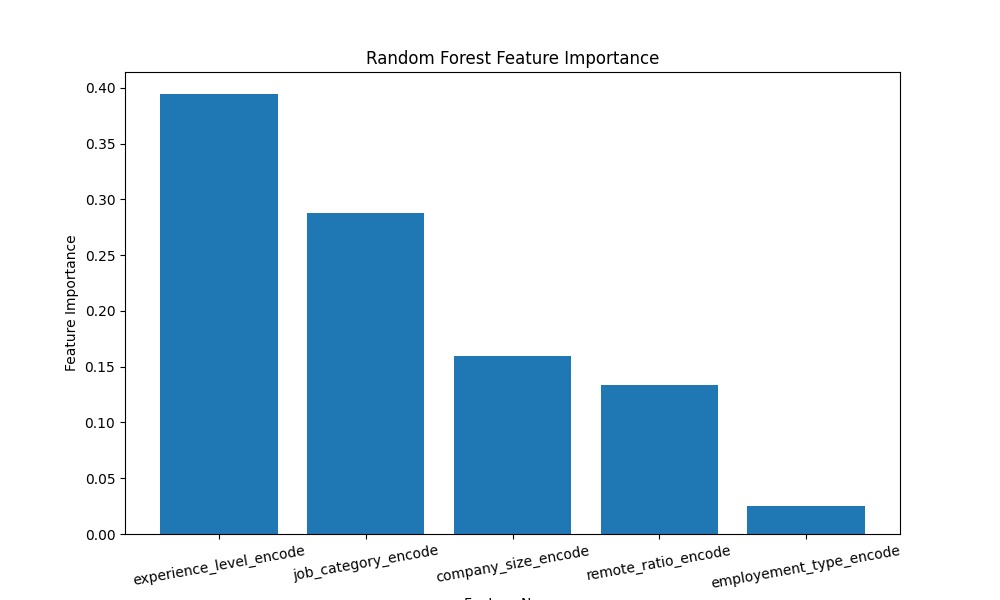 Random Forest Feature Importance
Feature Importance
0.40
0.35
0.30
0.25
0.20
0.15
0.10
0.05
0.00
experience_level_encode
job_category_encode
company_size_encode
remote_ratio_encode
employement_type_encode